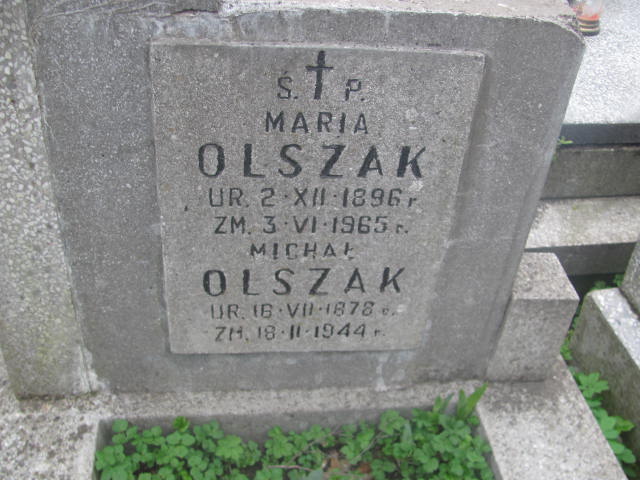 Ś. P.
MARIA
OLSZAK
UR. 2·XII·1896 r.
ZM. 3·VI·1965 r.
MICHAŁ
OLSZAK
UR. 16·VII·1878 r.
ZM. 18·II·1944 r.